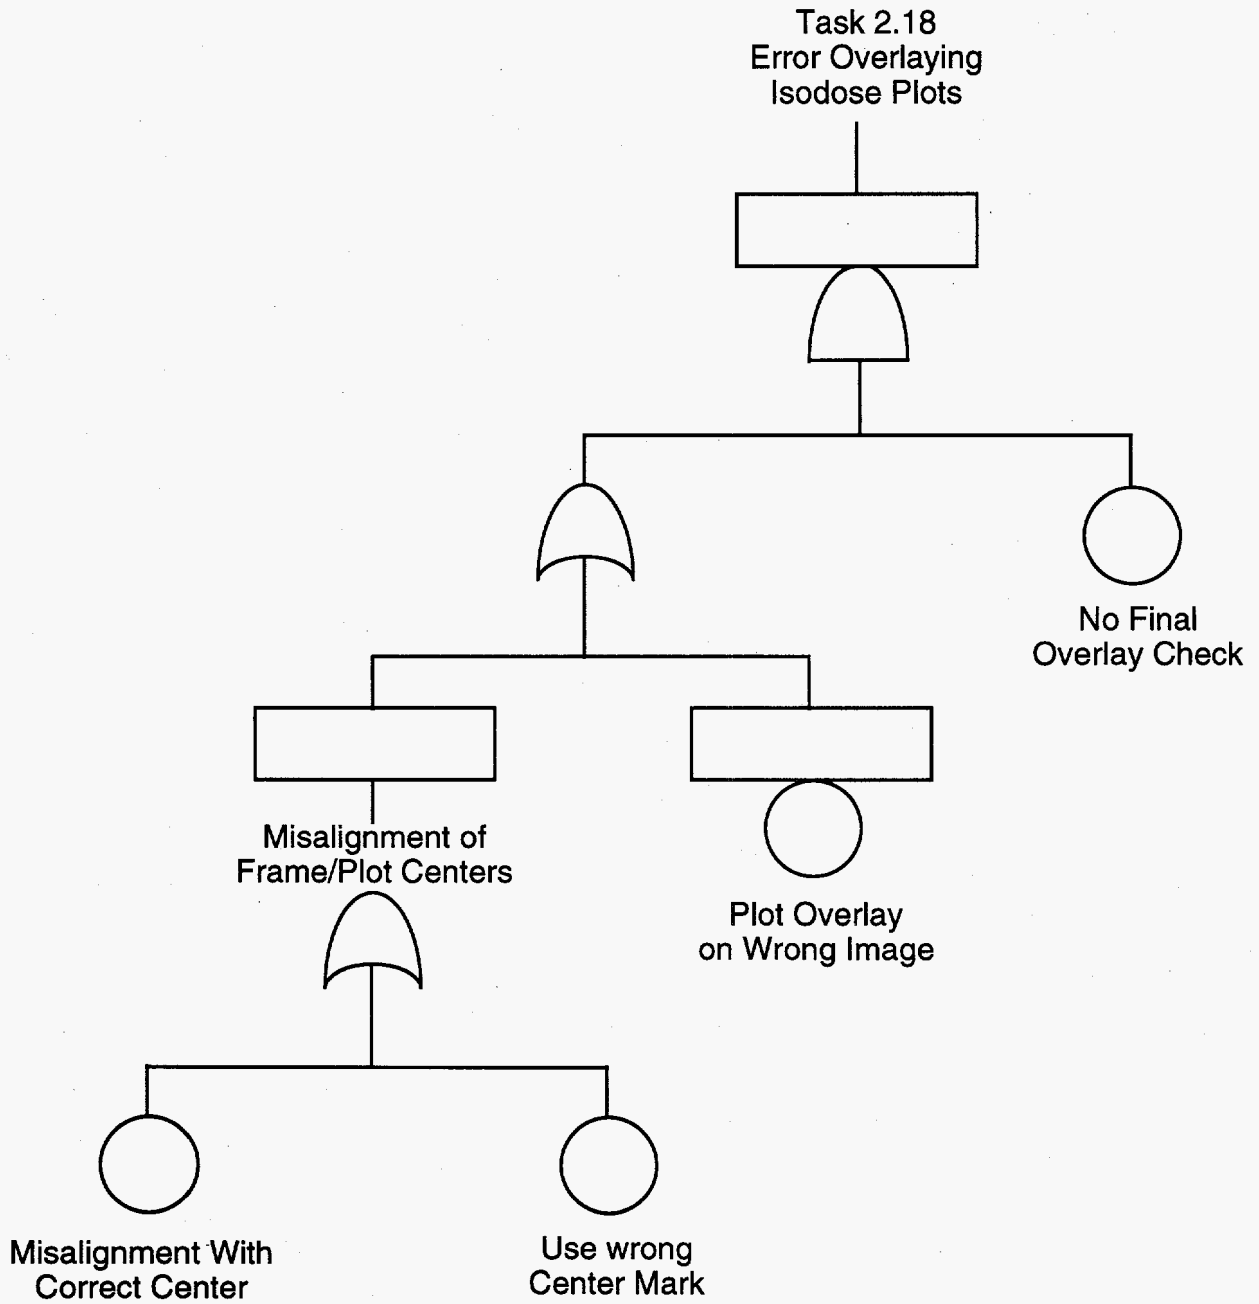 Task 2.18
Error Overlaying
Isodose Plots
No Final
Overlay Check
Misalignment of
Frame/Plot Centers
Plot Overlay
on Wrong Image
Misalignment With
Correct Center
Use wrong
Center Mark